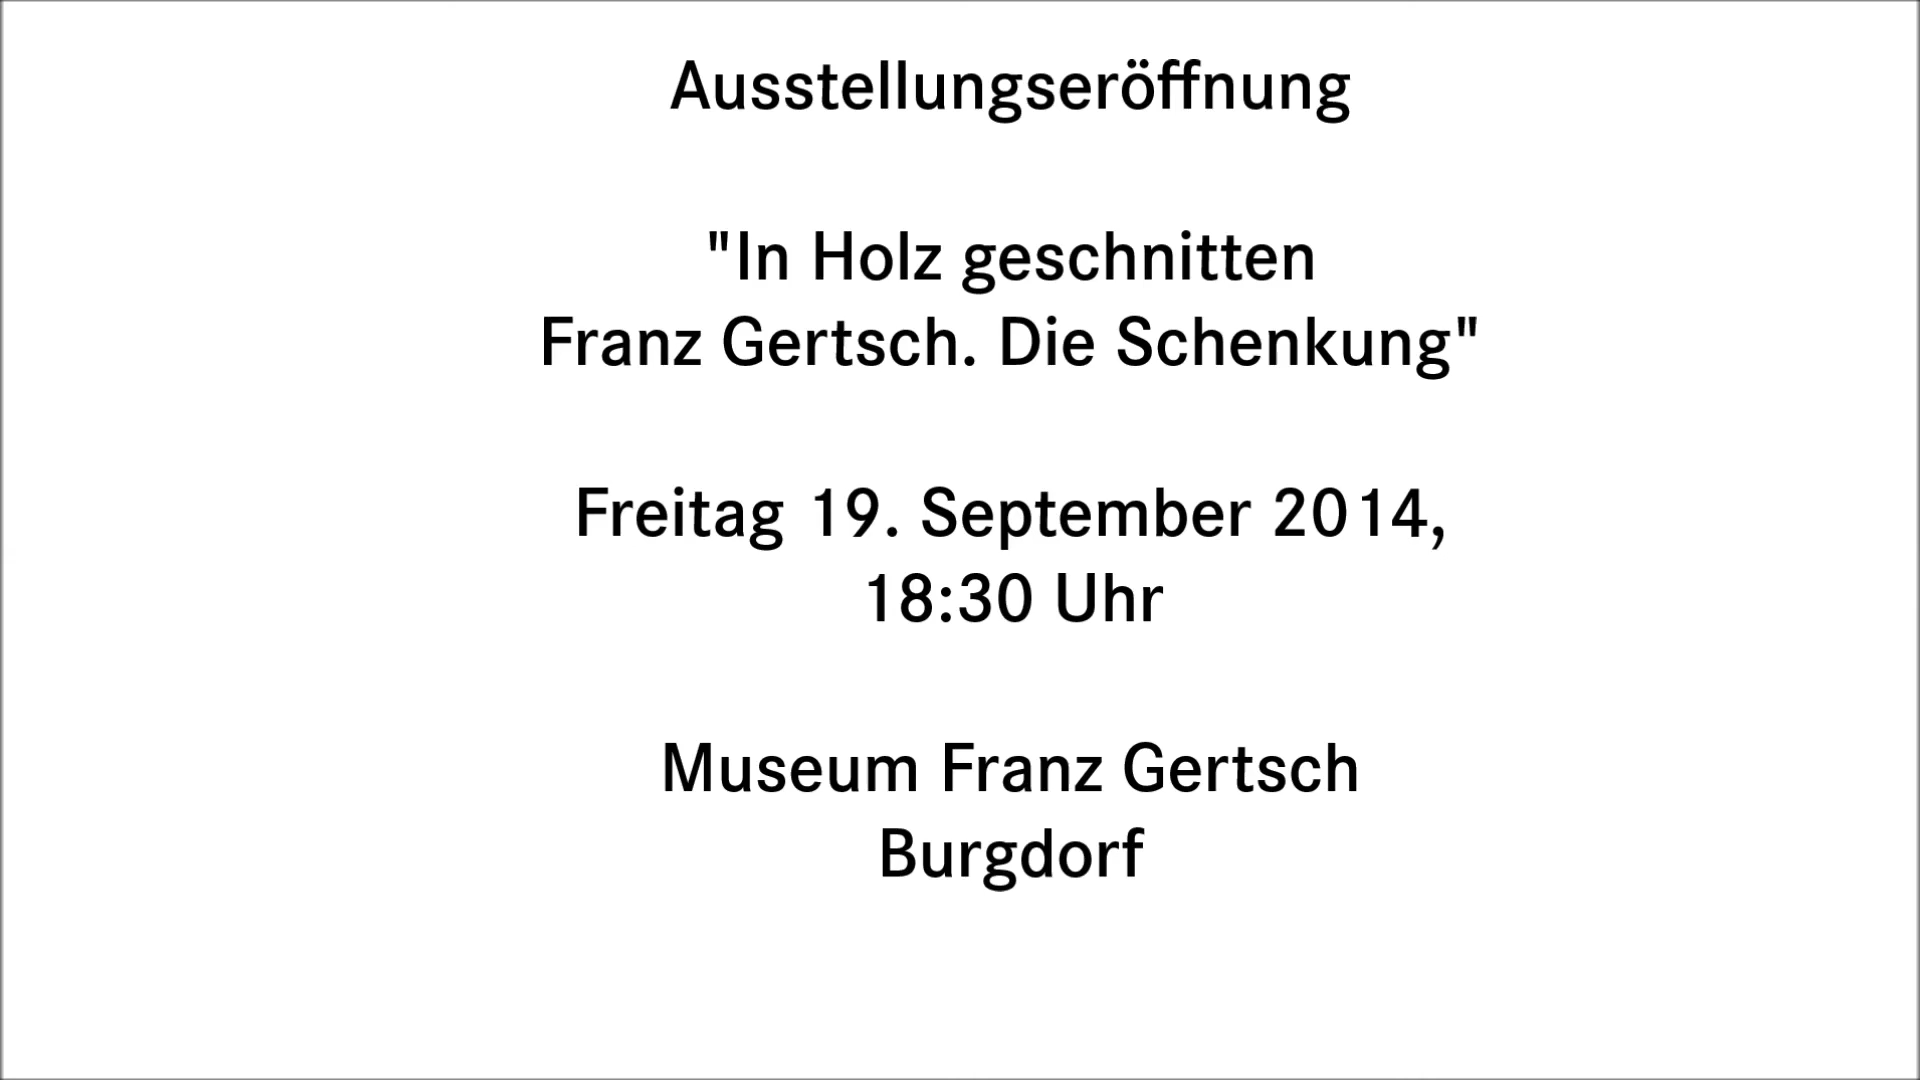 Ausstellungseröffnung
"In Holz geschnitten
Franz Gertsch. Die Schenkung"
Freitag 19. September 2014,
18:30 Uhr
Museum Franz Gertsch
Burgdorf